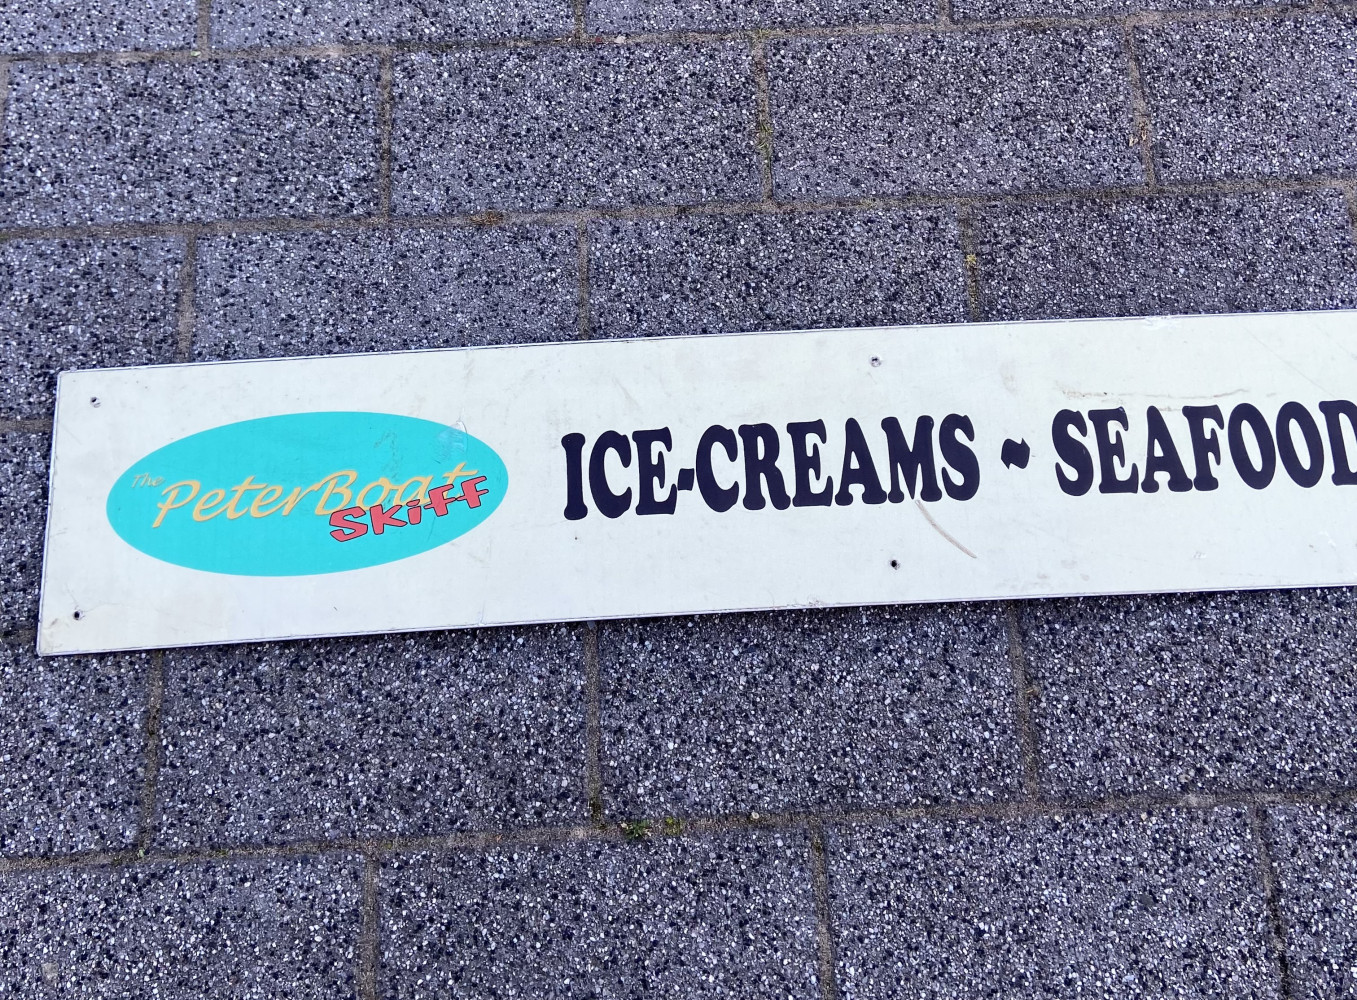 The PeterBoat
Skiff
ICE-CREAMS ~ SEAFOOD